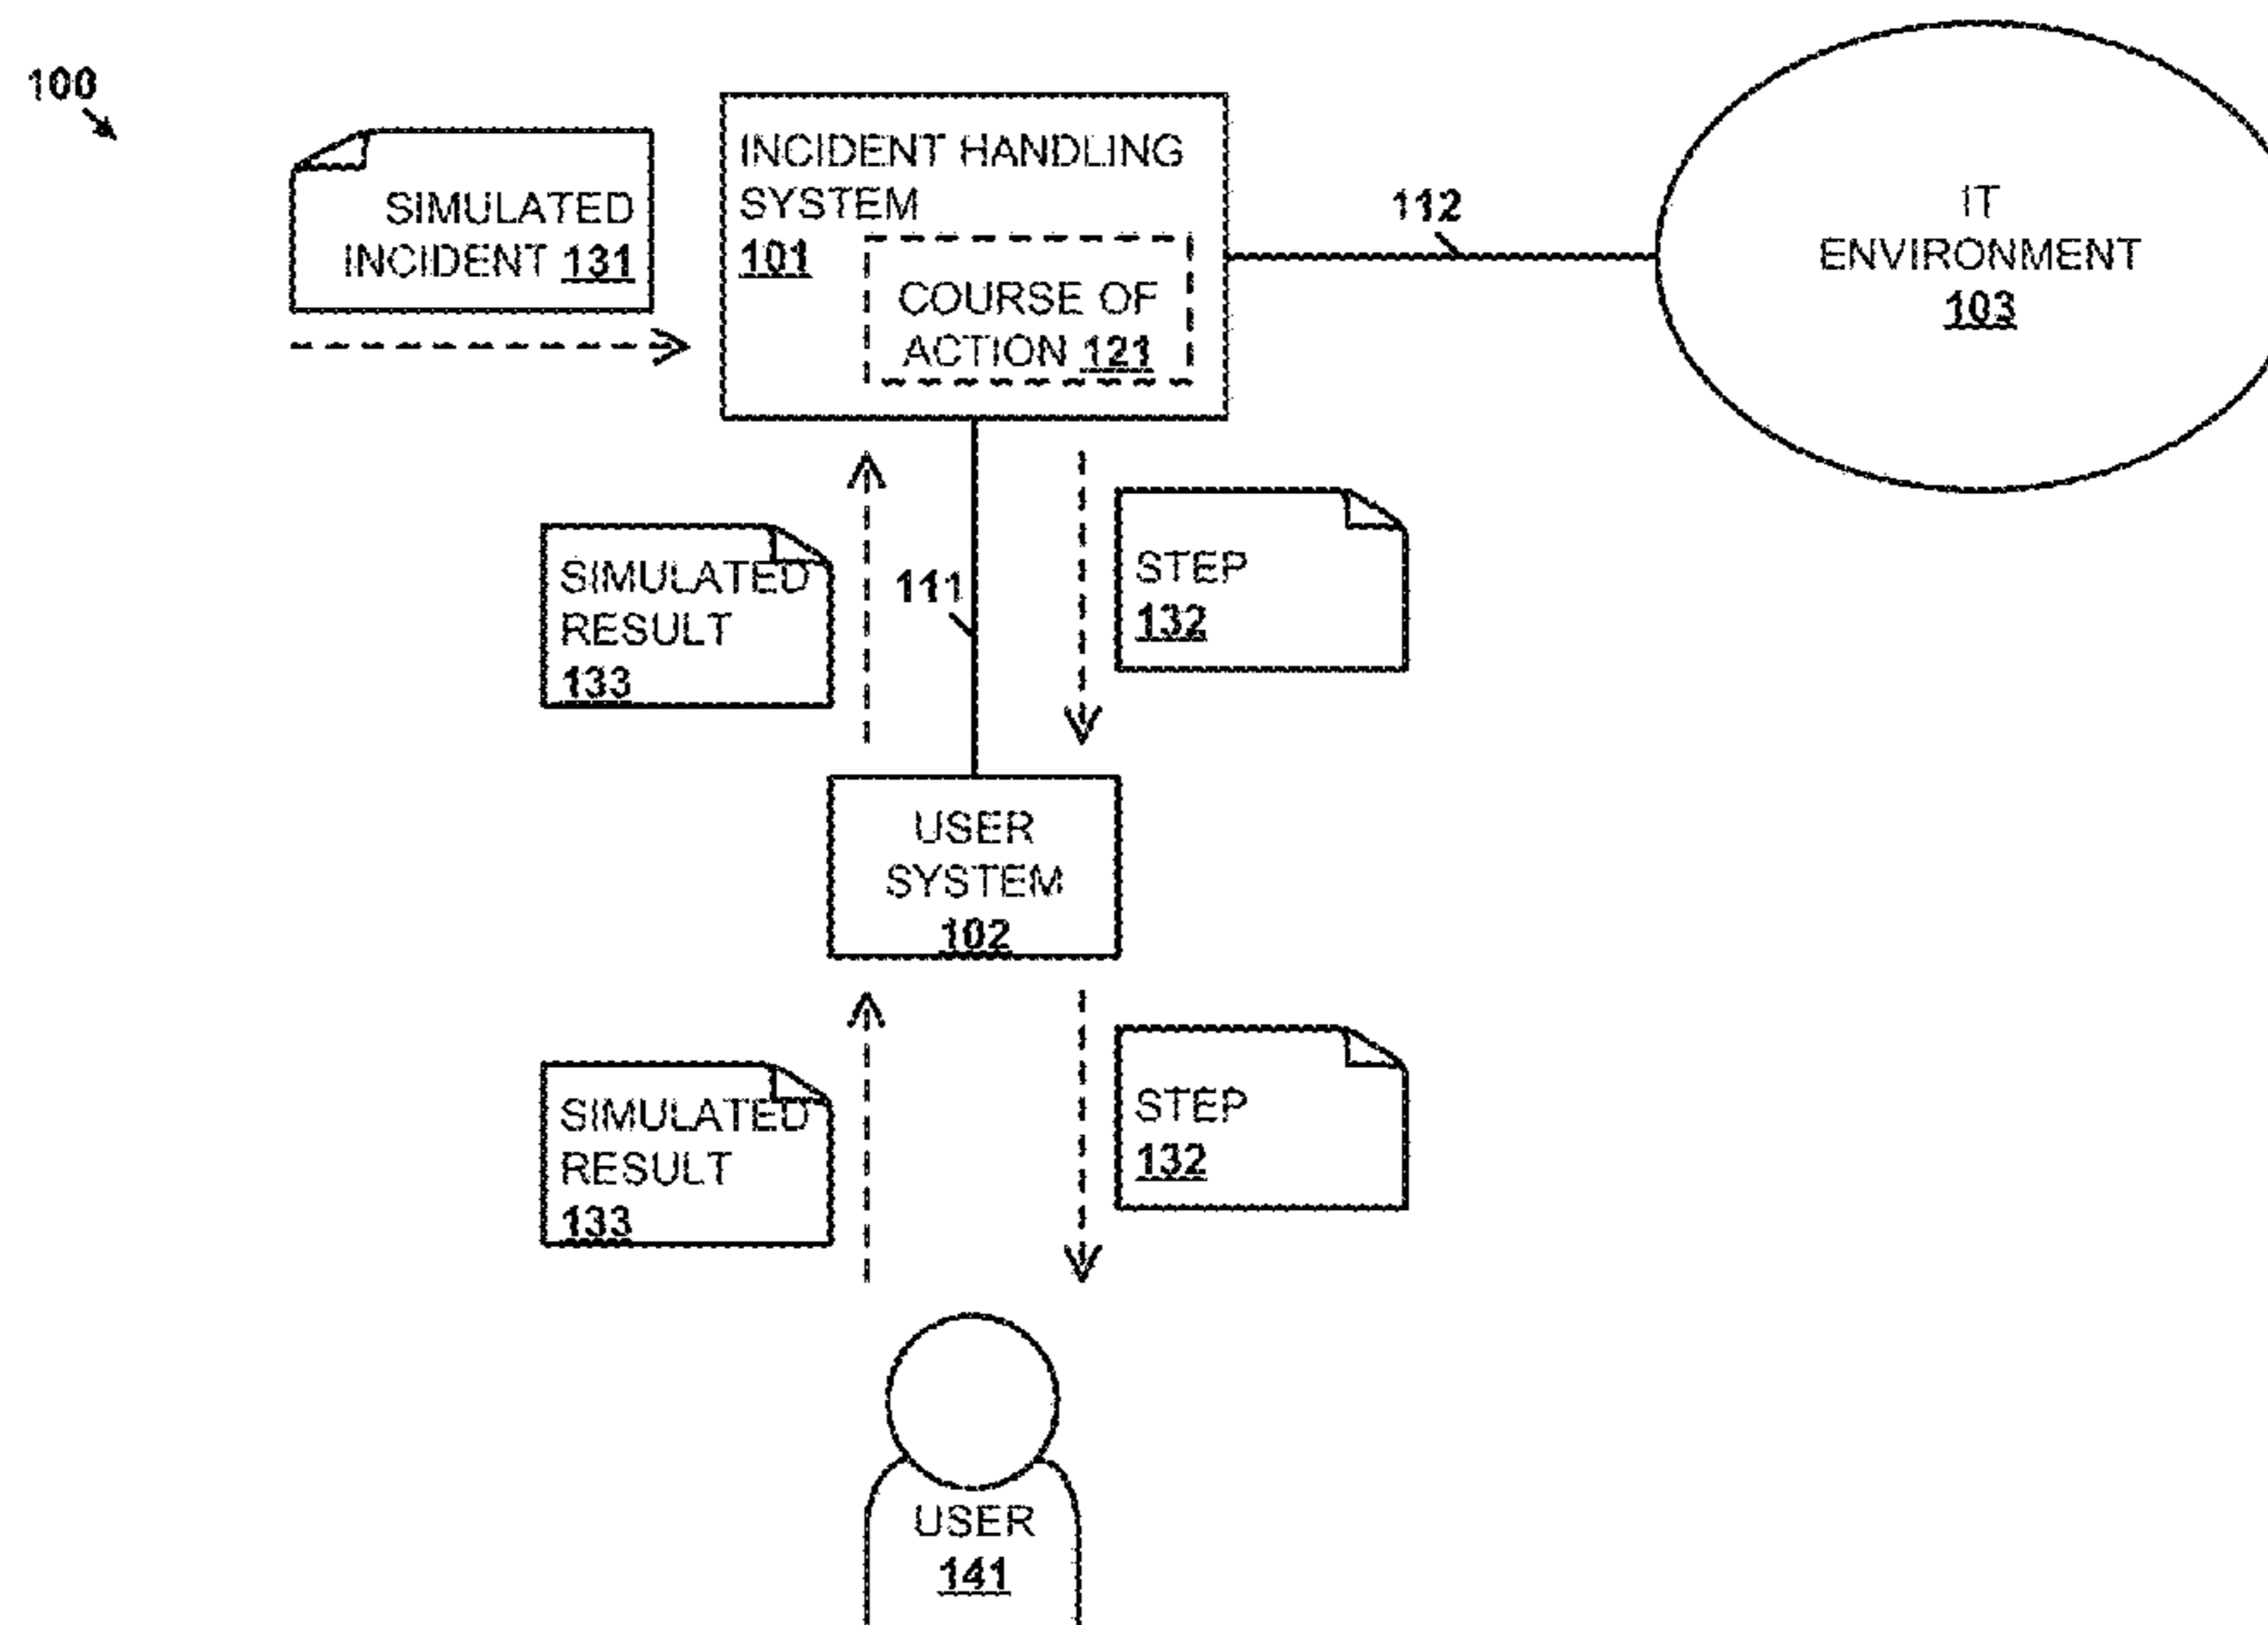 100
SIMULATED
INCIDENT 131
INCIDENT HANDLING
SYSTEM
101
COURSE OF
ACTION 121
112
IT
ENVIRONMENT
103
SIMULATED
RESULT
133
111
STEP
132
USER
SYSTEM
102
SIMULATED
RESULT
133
STEP
132
USER
141